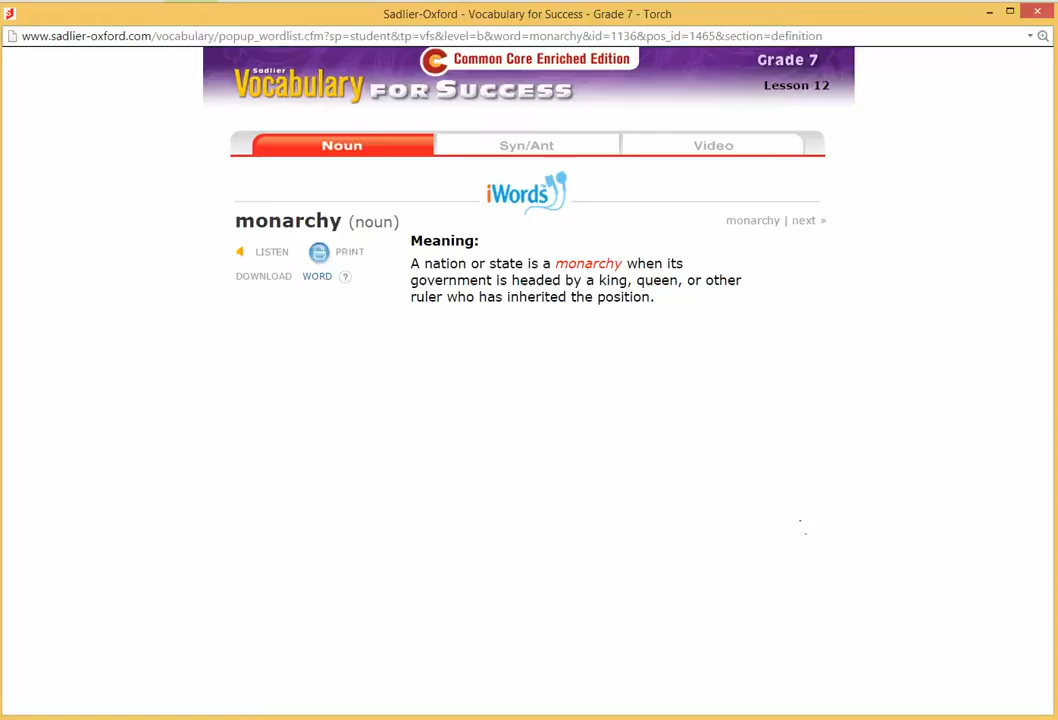 Sadlier-Oxford - Vocabulary for Success - Grade 7 - Torch
www.sadlier-oxford.com/vocabulary/popup_wordlist.cfm?sp=student&tp=vfs&level=b&word=monarchy&id=1136&pos_id=1465&section=definition
C Common Core Enriched Edition
Grade 7
Sadlier
Vocabulary FOR SUCCESS
Lesson 12
Noun Syn/Ant Video
iWords™
monarchy (noun)
monarchy | next »
LISTEN PRINT
DOWNLOAD WORD ?
Meaning:
A nation or state is a monarchy when its
government is headed by a king, queen, or other
ruler who has inherited the position.